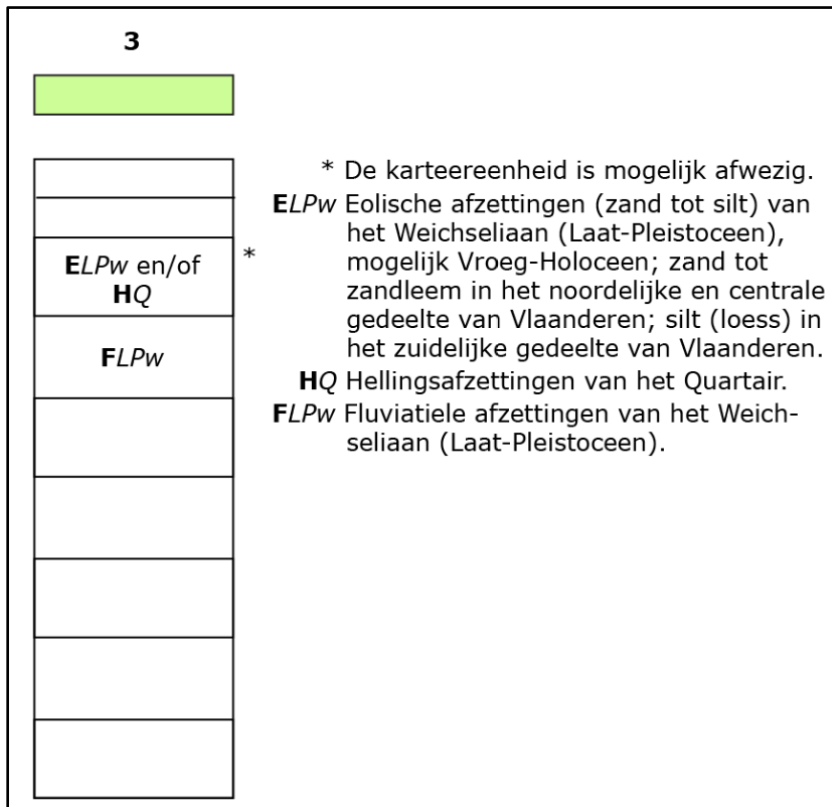 3
* De karteereenheid is mogelijk afwezig.
ELPw Eolische afzettingen (zand tot silt) van
het Weichseliaan (Laat-Pleistoceen),
mogelijk Vroeg-Holoceen; zand tot
zandleem in het noordelijke en centrale
gedeelte van Vlaanderen; silt (loess) in
het zuidelijke gedeelte van Vlaanderen.
HQ Hellingsafzettingen van het Quartair.
FLPw Fluviatiele afzettingen van het Weich-
seliaan (Laat-Pleistoceen).
ELPw en/of *
HQ
FLPw